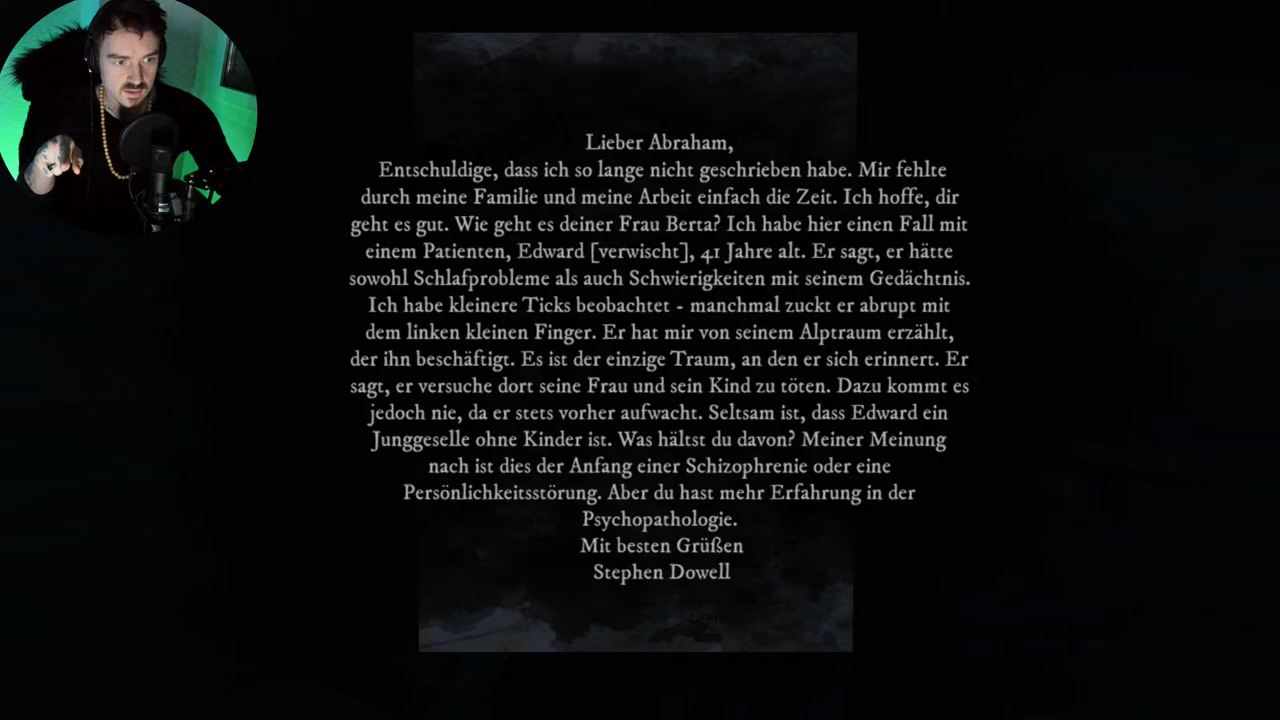 Lieber Abraham,
Entschuldige, dass ich so lange nicht geschrieben habe. Mir fehlte
durch meine Familie und meine Arbeit einfach die Zeit. Ich hoffe, dir
geht es gut. Wie geht es deiner Frau Berta? Ich habe hier einen Fall mit
einem Patienten, Edward [verwischt], 41 Jahre alt. Er sagt, er hätte
sowohl Schlafprobleme als auch Schwierigkeiten mit seinem Gedächtnis.
Ich habe kleinere Ticks beobachtet - manchmal zuckt er abrupt mit
dem linken kleinen Finger. Er hat mir von seinem Alptraum erzählt,
der ihn beschäftigt. Es ist der einzige Traum, an den er sich erinnert. Er
sagt, er versuche dort seine Frau und sein Kind zu töten. Dazu kommt es
jedoch nie, da er stets vorher aufwacht. Seltsam ist, dass Edward ein
Junggeselle ohne Kinder ist. Was hältst du davon? Meiner Meinung
nach ist dies der Anfang einer Schizophrenie oder eine
Persönlichkeitsstörung. Aber du hast mehr Erfahrung in der
Psychopathologie.
Mit besten Grüßen
Stephen Dowell